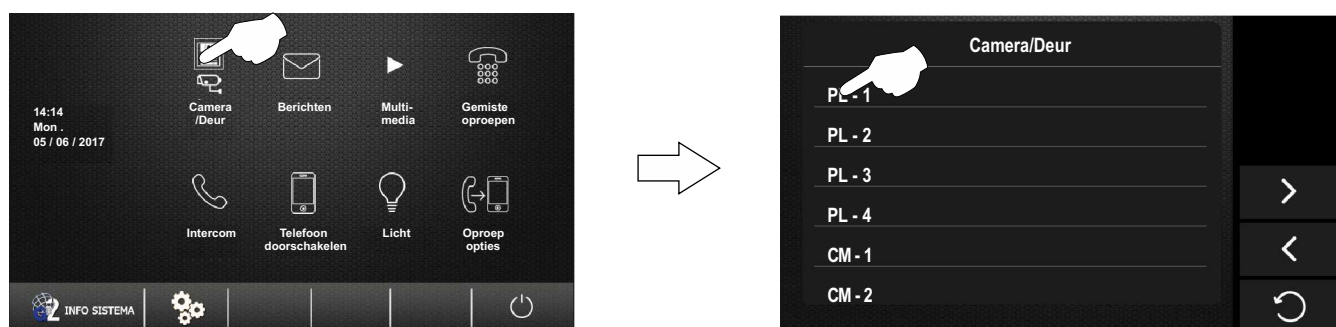 Camera
/Deur
Berichten
Multi-
media
Gemiste
oproepen
14:14
Mon .
05 / 06 / 2017
Intercom
Telefoon
doorschakelen
Licht
Oproep
opties
2 INFO SISTEMA
Camera/Deur
PL - 1
PL - 2
PL - 3
PL - 4
CM - 1
CM - 2